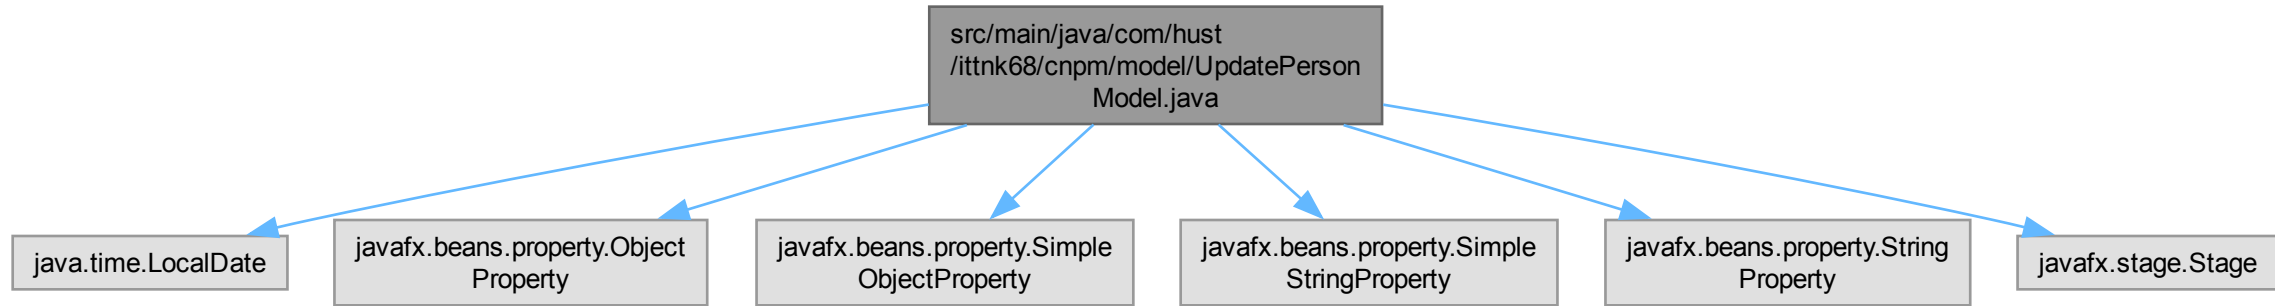 src/main/java/com/hust
/ittnk68/cnpm/model/UpdatePerson
Model.java
java.time.LocalDate
javafx.beans.property.Object
Property
javafx.beans.property.Simple
ObjectProperty
javafx.beans.property.Simple
StringProperty
javafx.beans.property.String
Property
javafx.stage.Stage